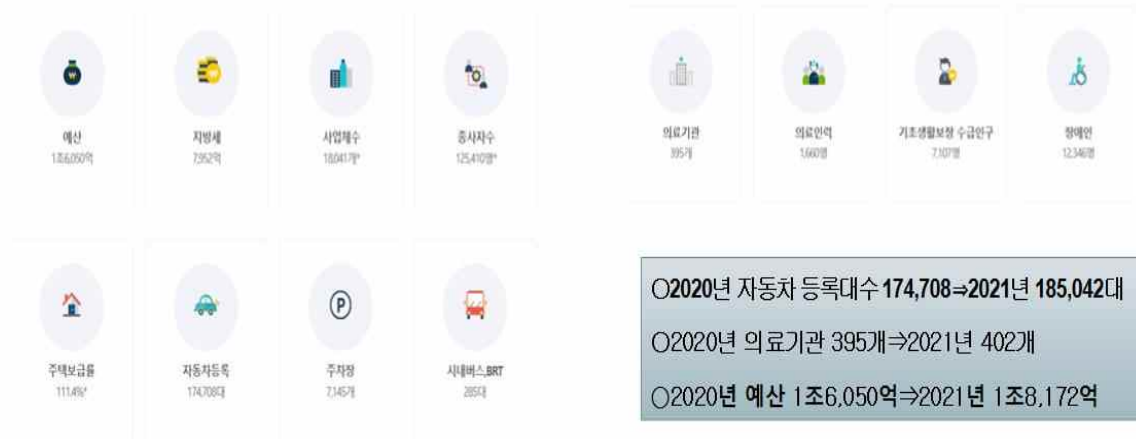 예산
1조6,050억
지방세
7,952억
사업체수
18,041개*
종사자수
125,410명*
의료기관
395개
의료인력
1,660명
기초생활보장 수급인구
7,107명
장애인
12,346명
주택보급률
111.4%*
자동차등록
174,708대
P
주차장
7,145개
시내버스,BRT
285대
○2020년 자동차 등록대수 174,708⇒2021년 185,042대
○2020년 의료기관 395개⇒2021년 402개
○2020년 예산 1조6,050억⇒2021년 1조8,172억